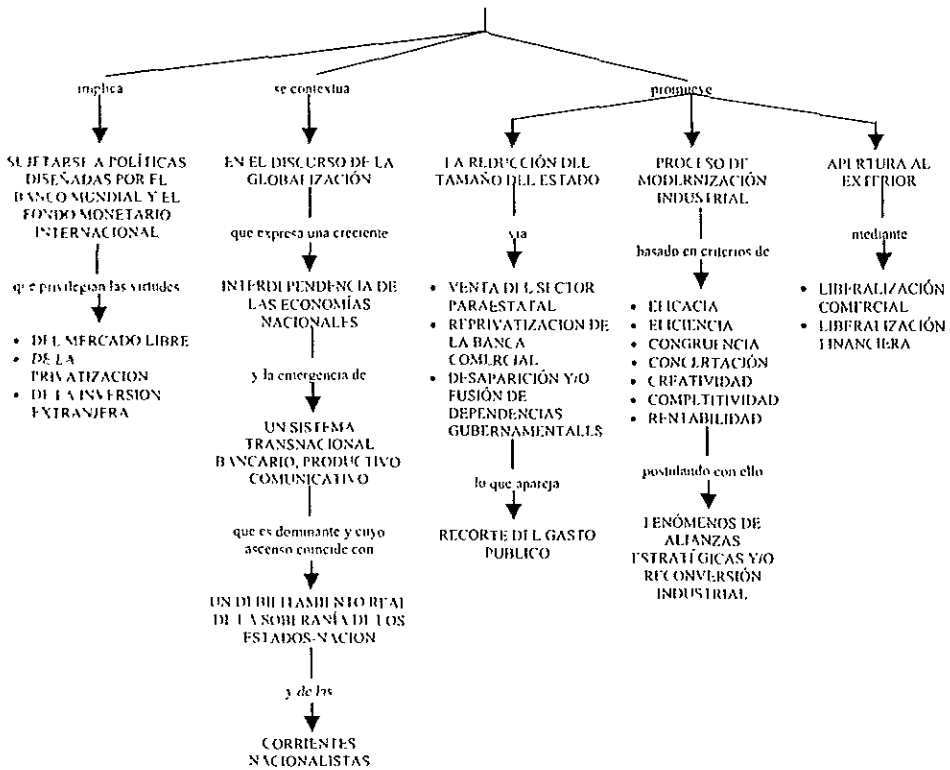 implica
se contextua
promueve
SUJETARSE A POLÍTICAS
DISEÑADAS POR EL
BANCO MUNDIAL Y EL
FONDO MONETARIO
INTERNACIONAL
que privilegian las virtudes
• DEL MERCADO LIBRE
• DE LA
PRIVATIZACION
• DE LA INVERSION
EXTRANJERA
EN EL DISCURSO DE LA
GLOBALIZACIÓN
que expresa una creciente
INTERDEPENDENCIA DE
LAS ECONOMÍAS
NACIONALES
y la emergencia de
UN SISTEMA
TRANSNACIONAL
BANCARIO, PRODUCTIVO
COMUNICATIVO
que es dominante y cuyo
ascenso coincide con
UN DEBILITAMIENTO REAL
DE LA SOBERANÍA DE LOS
ESTADOS-NACION
y de las
CORRIENTES
NACIONALISTAS
LA REDUCCIÓN DEL
TAMAÑO DEL ESTADO
vía
• VENTA DEL SECTOR
PARAESTATAL
• REPRIVATIZACION DE
LA BANCA
COMERCIAL
• DESAPARICIÓN Y/O
FUSIÓN DE
DEPENDENCIAS
GUBERNAMENTALES
lo que apareja
RECORTE DEL GASTO
PUBLICO
PROCESO DE
MODERNIZACIÓN
INDUSTRIAL
basado en criterios de
• EFICACIA
• EFICIENCIA
• CONGRUENCIA
• CONCERTACIÓN
• CREATIVIDAD
• COMPETITIVIDAD
• RENTABILIDAD
postulando con ello
FENÓMENOS DE
ALIANZAS
ESTRATÉGICAS Y/O
RECONVERSIÓN
INDUSTRIAL
APERTURA AL
EXTERIOR
mediante
• LIBERALIZACIÓN
COMERCIAL
• LIBERALIZACIÓN
FINANCIERA